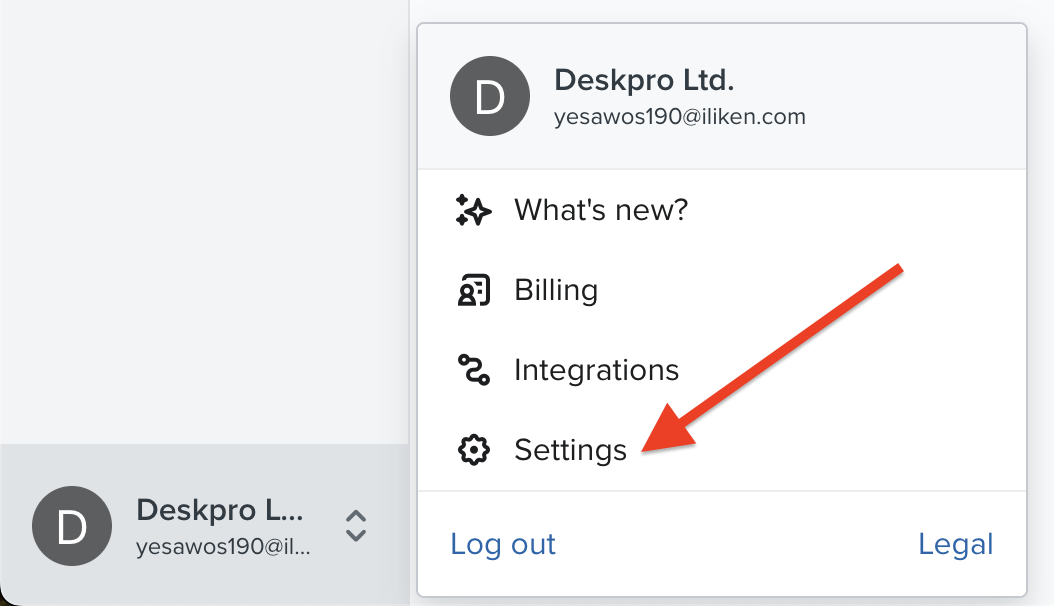 D
Deskpro Ltd.
yesawos190@iliken.com
What's new?
Billing
Integrations
Settings
Log out
Legal
D
Deskpro L...
yesawos190@il...